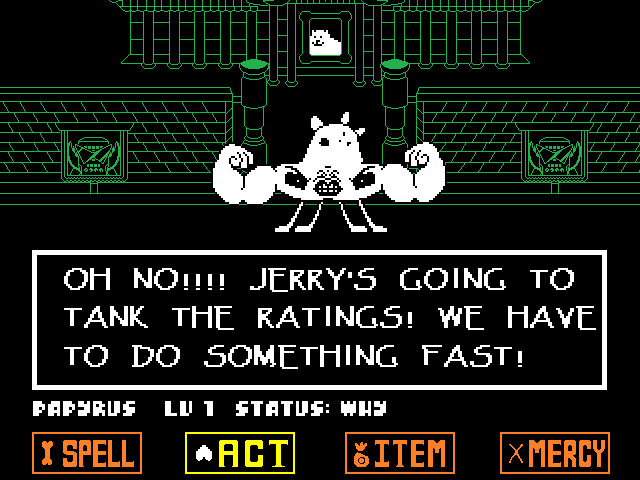 OH NO!!!! JERRY'S GOING TO
TANK THE RATINGS! WE HAVE
TO DO SOMETHING FAST!
PAPYRUS LV 1 STATUS: WHY
SPELL ACT ITEM MERCY